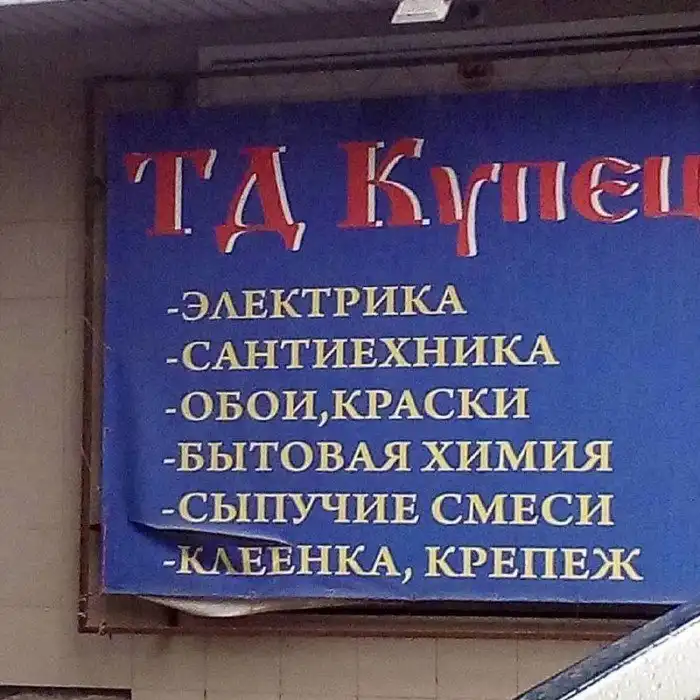 ТД Купец
-ЭЛЕКТРИКА
-САНТИЕХНИКА
-ОБОИ,КРАСКИ
-БЫТОВАЯ ХИМИЯ
-СЫПУЧИЕ СМЕСИ
-КЛЕЕНКА, КРЕПЕЖ